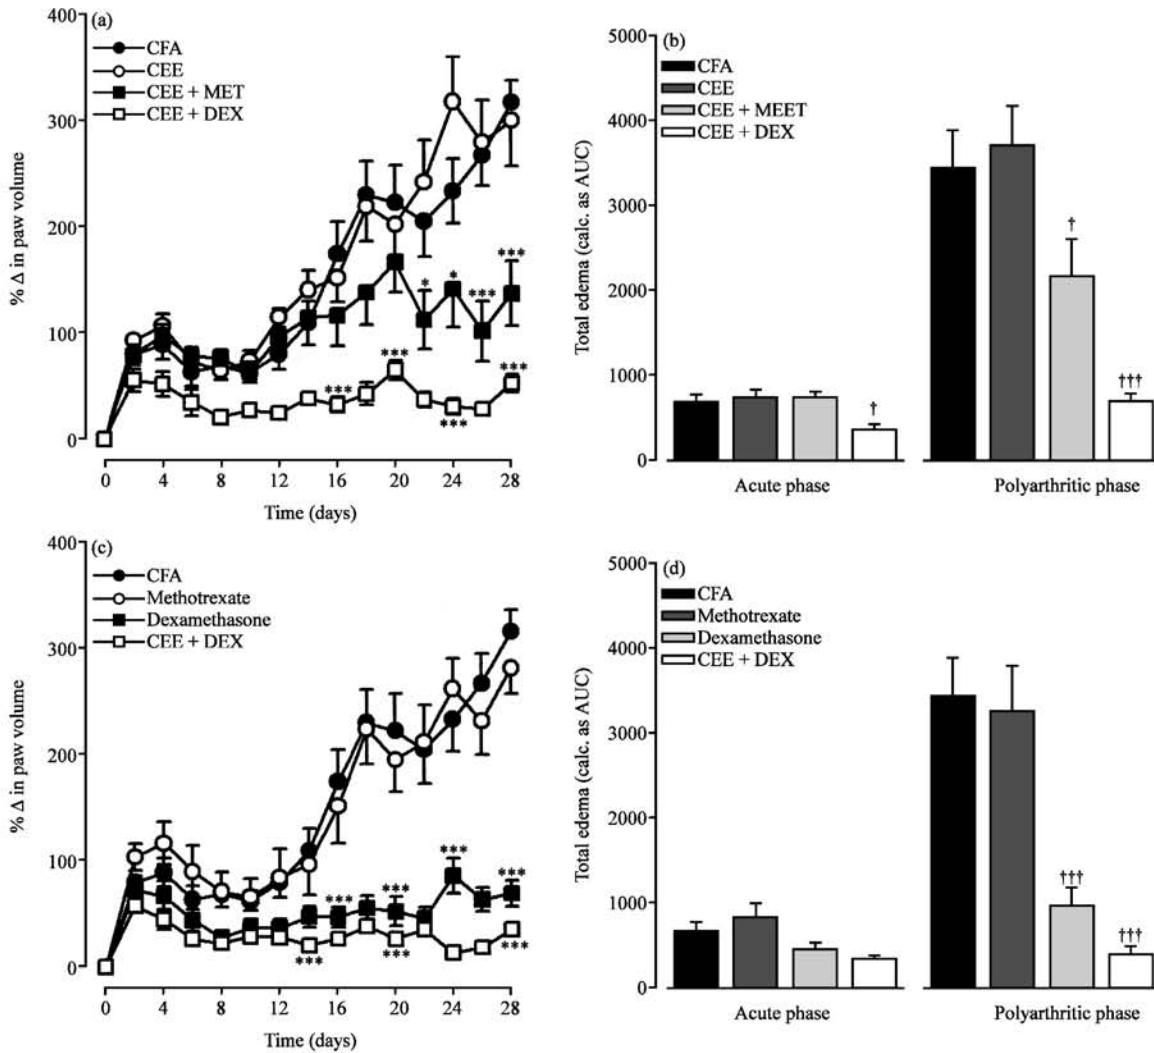 (a)
CFA
CEE
CEE + MET
CEE + DEX
% Δ in paw volume
400
300
200
100
0
***
* * *** ***
*** *** *** ***
0 4 8 12 16 20 24 28
Time (days)
(b)
CFA
CEE
CEE + MEET
CEE + DEX
Total edema (calc. as AUC)
5000
4000
3000
2000
1000
0
†
†
†††
Acute phase Polyarthritic phase
(c)
CFA
Methotrexate
Dexamethasone
CEE + DEX
% Δ in paw volume
400
300
200
100
0
*** *** *** ***
*** *** ***
0 4 8 12 16 20 24 28
Time (days)
(d)
CFA
Methotrexate
Dexamethasone
CEE + DEX
Total edema (calc. as AUC)
5000
4000
3000
2000
1000
0
†††
†††
Acute phase Polyarthritic phase